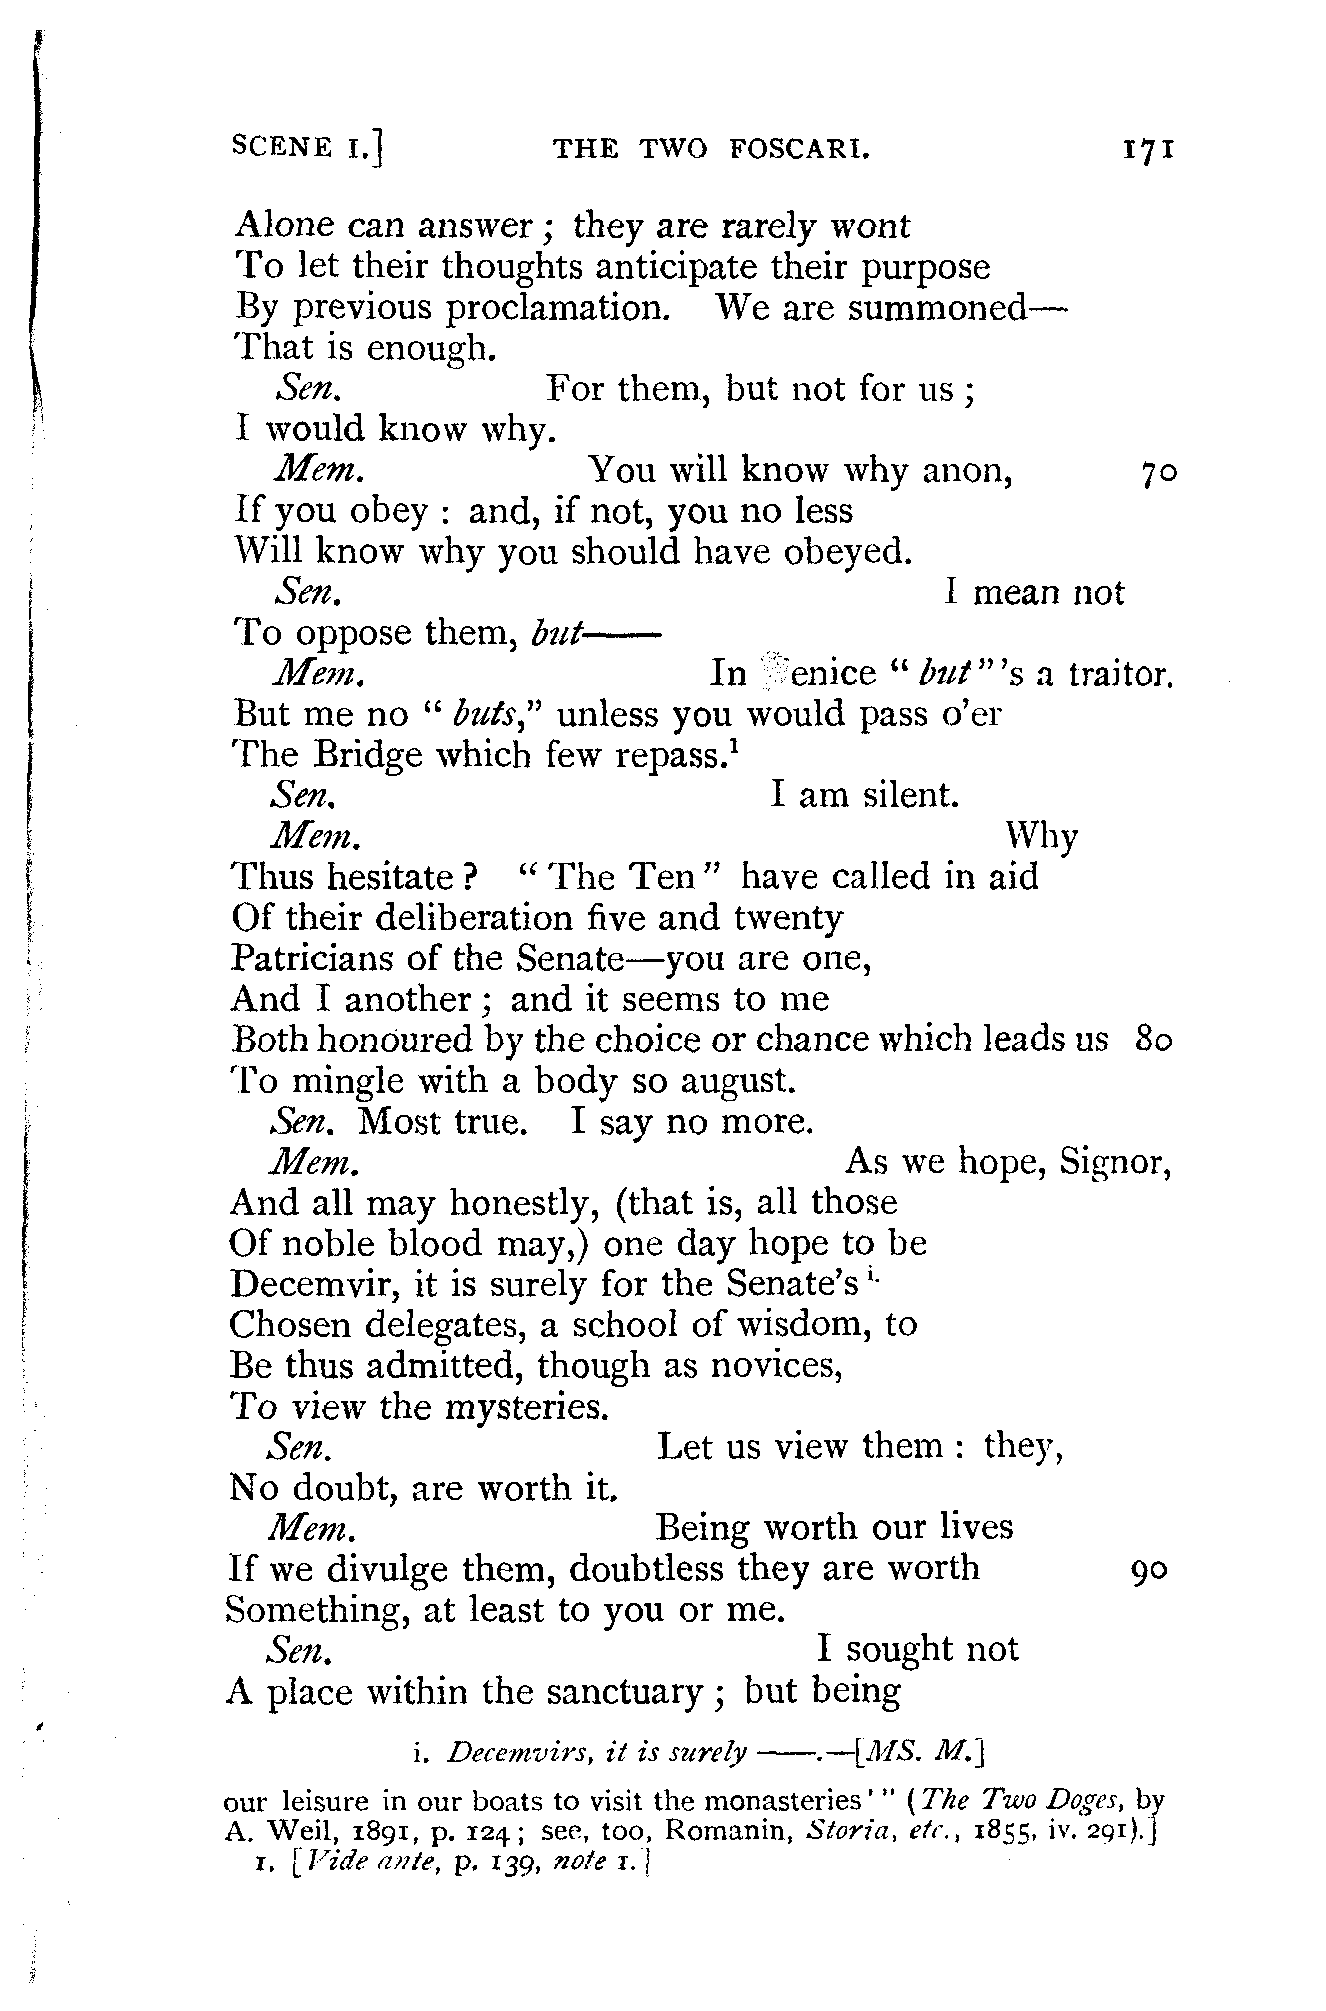 SCENE I.] THE TWO FOSCARI. 171
Alone can answer; they are rarely wont
To let their thoughts anticipate their purpose
By previous proclamation. We are summoned—
That is enough.
Sen. For them, but not for us;
I would know why.
Mem. You will know why anon, 70
If you obey: and, if not, you no less
Will know why you should have obeyed.
Sen. I mean not
To oppose them, but——
Mem. In Venice "but"'s a traitor.
But me no "buts," unless you would pass o'er
The Bridge which few repass.¹
Sen. I am silent.
Mem. Why
Thus hesitate? "The Ten" have called in aid
Of their deliberation five and twenty
Patricians of the Senate—you are one,
And I another; and it seems to me
Both honoured by the choice or chance which leads us 80
To mingle with a body so august.
Sen. Most true. I say no more.
Mem. As we hope, Signor,
And all may honestly, (that is, all those
Of noble blood may,) one day hope to be
Decemvir, it is surely for the Senate's i.
Chosen delegates, a school of wisdom, to
Be thus admitted, though as novices,
To view the mysteries.
Sen. Let us view them: they,
No doubt, are worth it.
Mem. Being worth our lives
If we divulge them, doubtless they are worth 90
Something, at least to you or me.
Sen. I sought not
A place within the sanctuary; but being
i. Decemvirs, it is surely ——.—[MS. M.]
our leisure in our boats to visit the monasteries'" (The Two Doges, by
A. Weil, 1891, p. 124; see, too, Romanin, Storia, etc., 1855, iv. 291).]
1. [Vide ante, p. 139, note 1.]